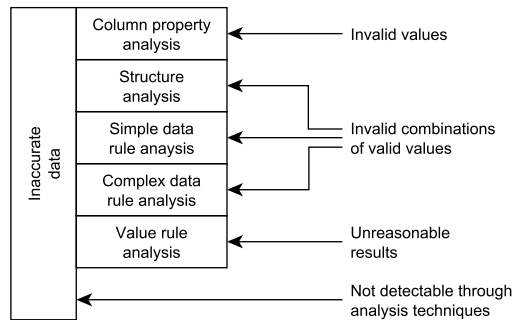 Inaccurate
data
Column property
analysis
Structure
analysis
Simple data
rule anaysis
Complex data
rule analysis
Value rule
analysis
Invalid values
Invalid combinations
of valid values
Unreasonable
results
Not detectable through
analysis techniques